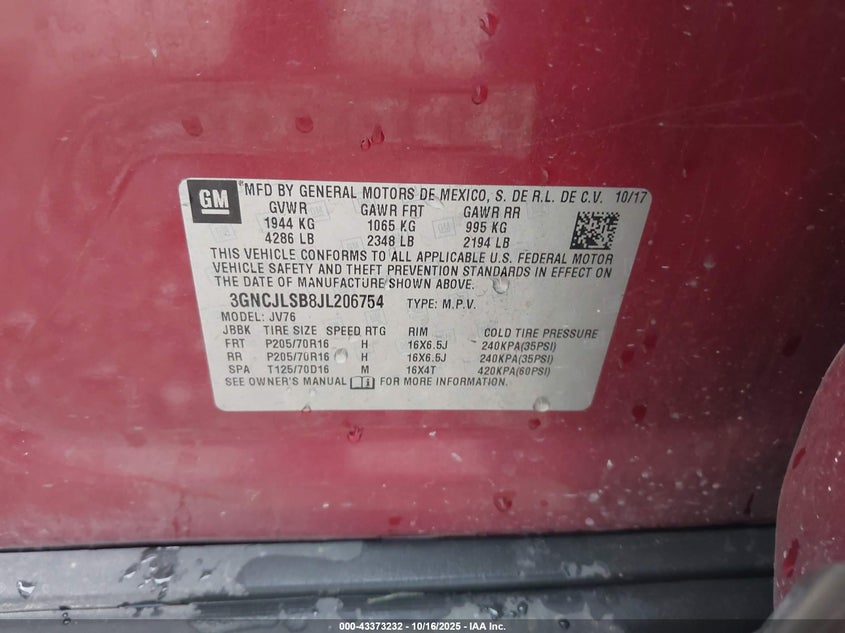 GM
®MFD BY GENERAL MOTORS DE MEXICO, S. DE R.L. DE C.V. 10/17
GVWR GAWR FRT GAWR RR
1944 KG 1065 KG 995 KG
4286 LB 2348 LB 2194 LB
THIS VEHICLE CONFORMS TO ALL APPLICABLE U.S. FEDERAL MOTOR
VEHICLE SAFETY AND THEFT PREVENTION STANDARDS IN EFFECT ON
THE DATE OF MANUFACTURE SHOWN ABOVE.
3GNCJLSB8JL206754 TYPE: M.P.V.
MODEL: JV76
JBBK TIRE SIZE SPEED RTG RIM COLD TIRE PRESSURE
FRT P205/70R16 H 16X6.5J 240KPA(35PSI)
RR P205/70R16 H 16X6.5J 240KPA(35PSI)
SPA T125/70D16 M 16X4T 420KPA(60PSI)
SEE OWNER'S MANUAL FOR MORE INFORMATION.
000-43373232 - 10/16/2025 - IAA Inc.